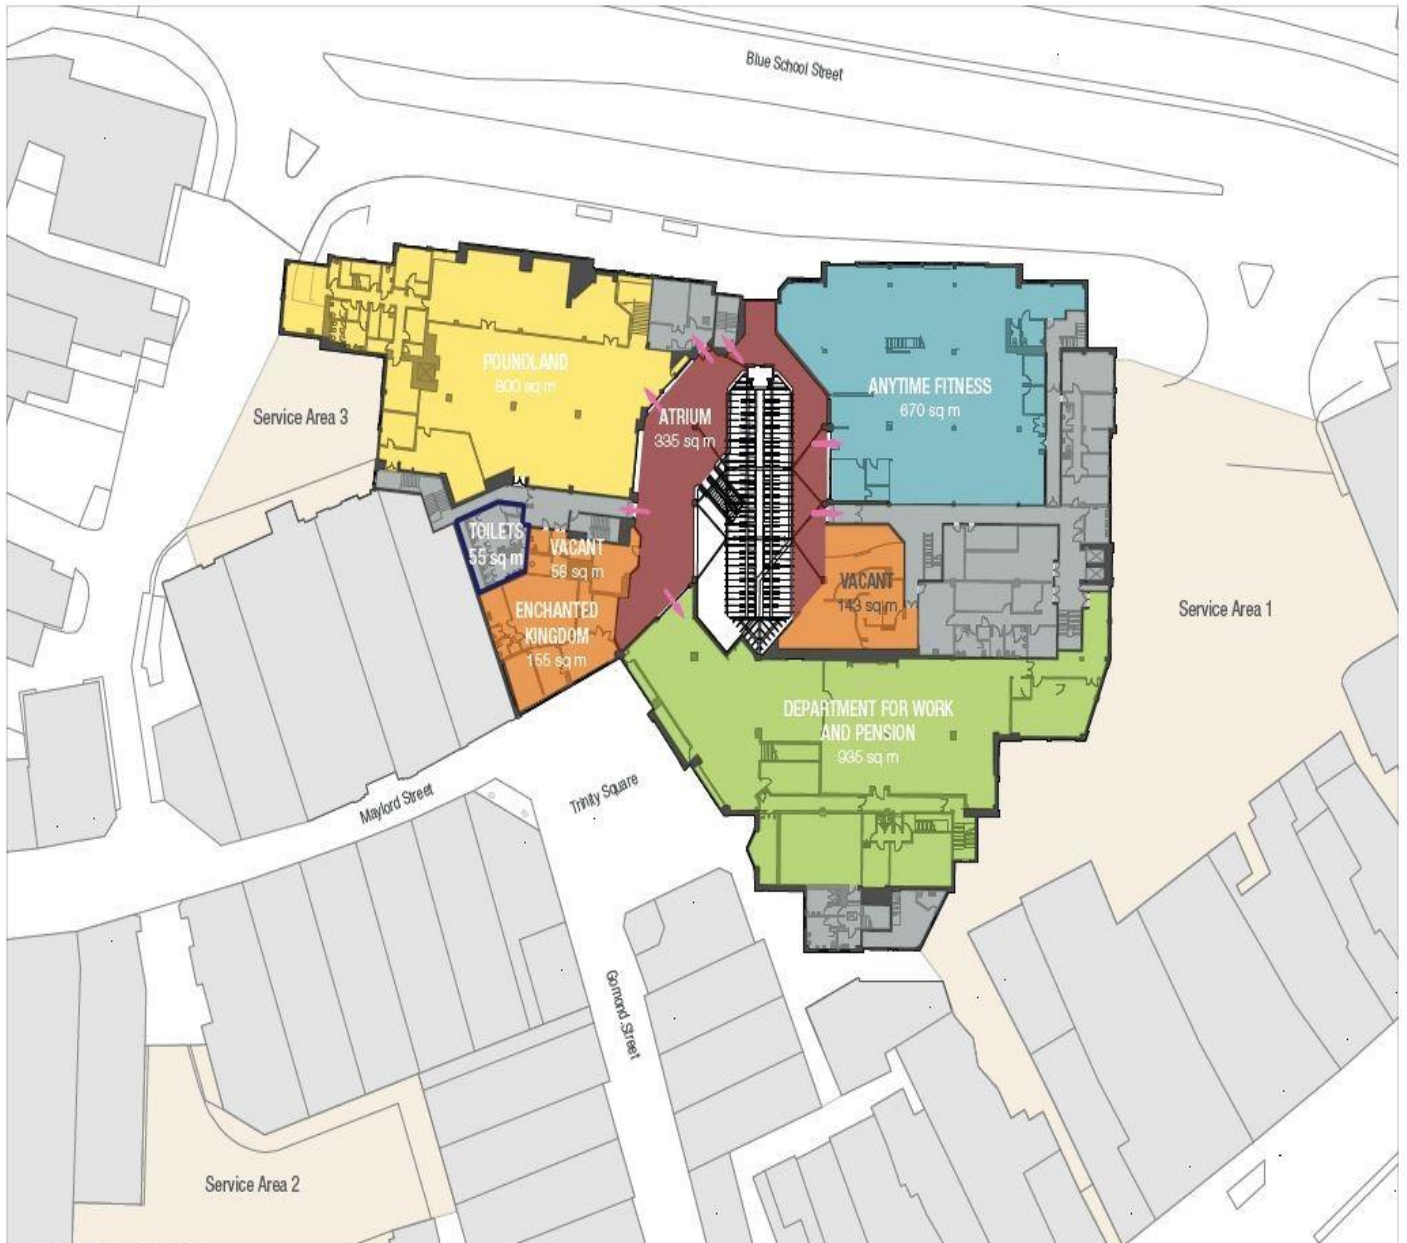 Blue School Street
POUNDLAND
800 sq m
Service Area 3
ATRIUM
335 sq m
ANYTIME FITNESS
670 sq m
TOILETS
55 sq m
VACANT
56 sq m
ENCHANTED
KINGDOM
155 sq m
VACANT
143 sq m
Service Area 1
DEPARTMENT FOR WORK
AND PENSION
935 sq m
Maylord Street
Trinity Square
Gomond Street
Service Area 2